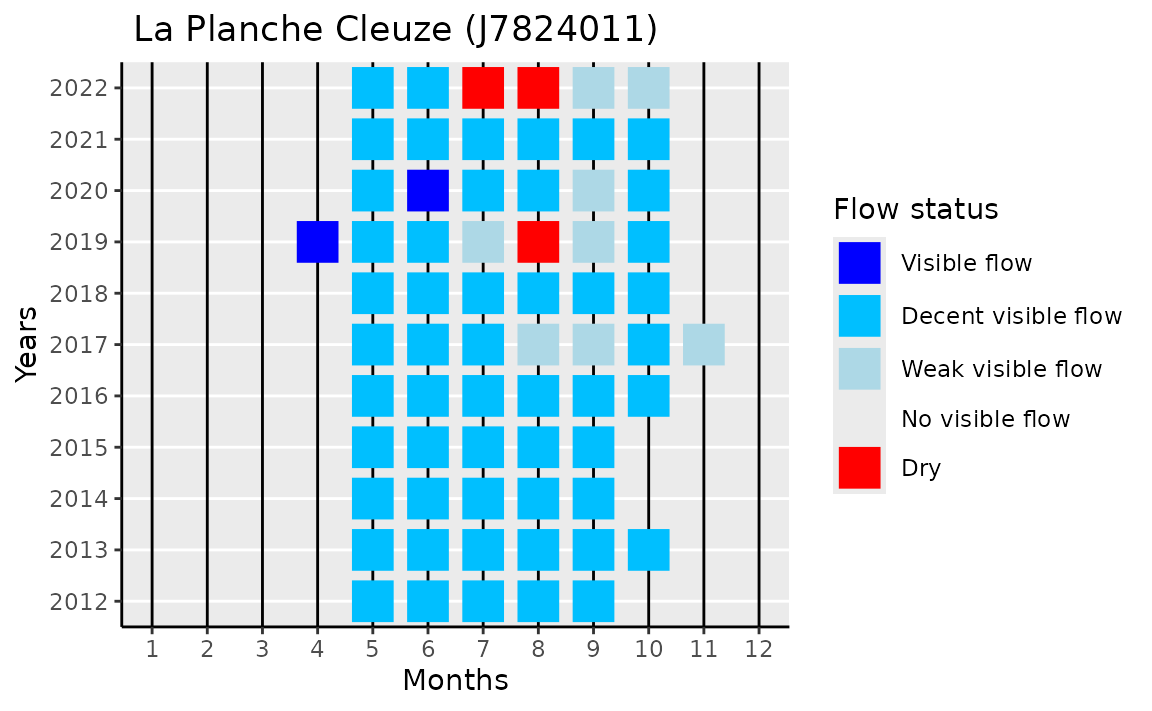 La Planche Cleuze (J7824011)
2022
2021
2020
2019
2018
2017
2016
2015
2014
2013
2012
Years
1 2 3 4 5 6 7 8 9 10 11 12
Months
Flow status
Visible flow
Decent visible flow
Weak visible flow
No visible flow
Dry